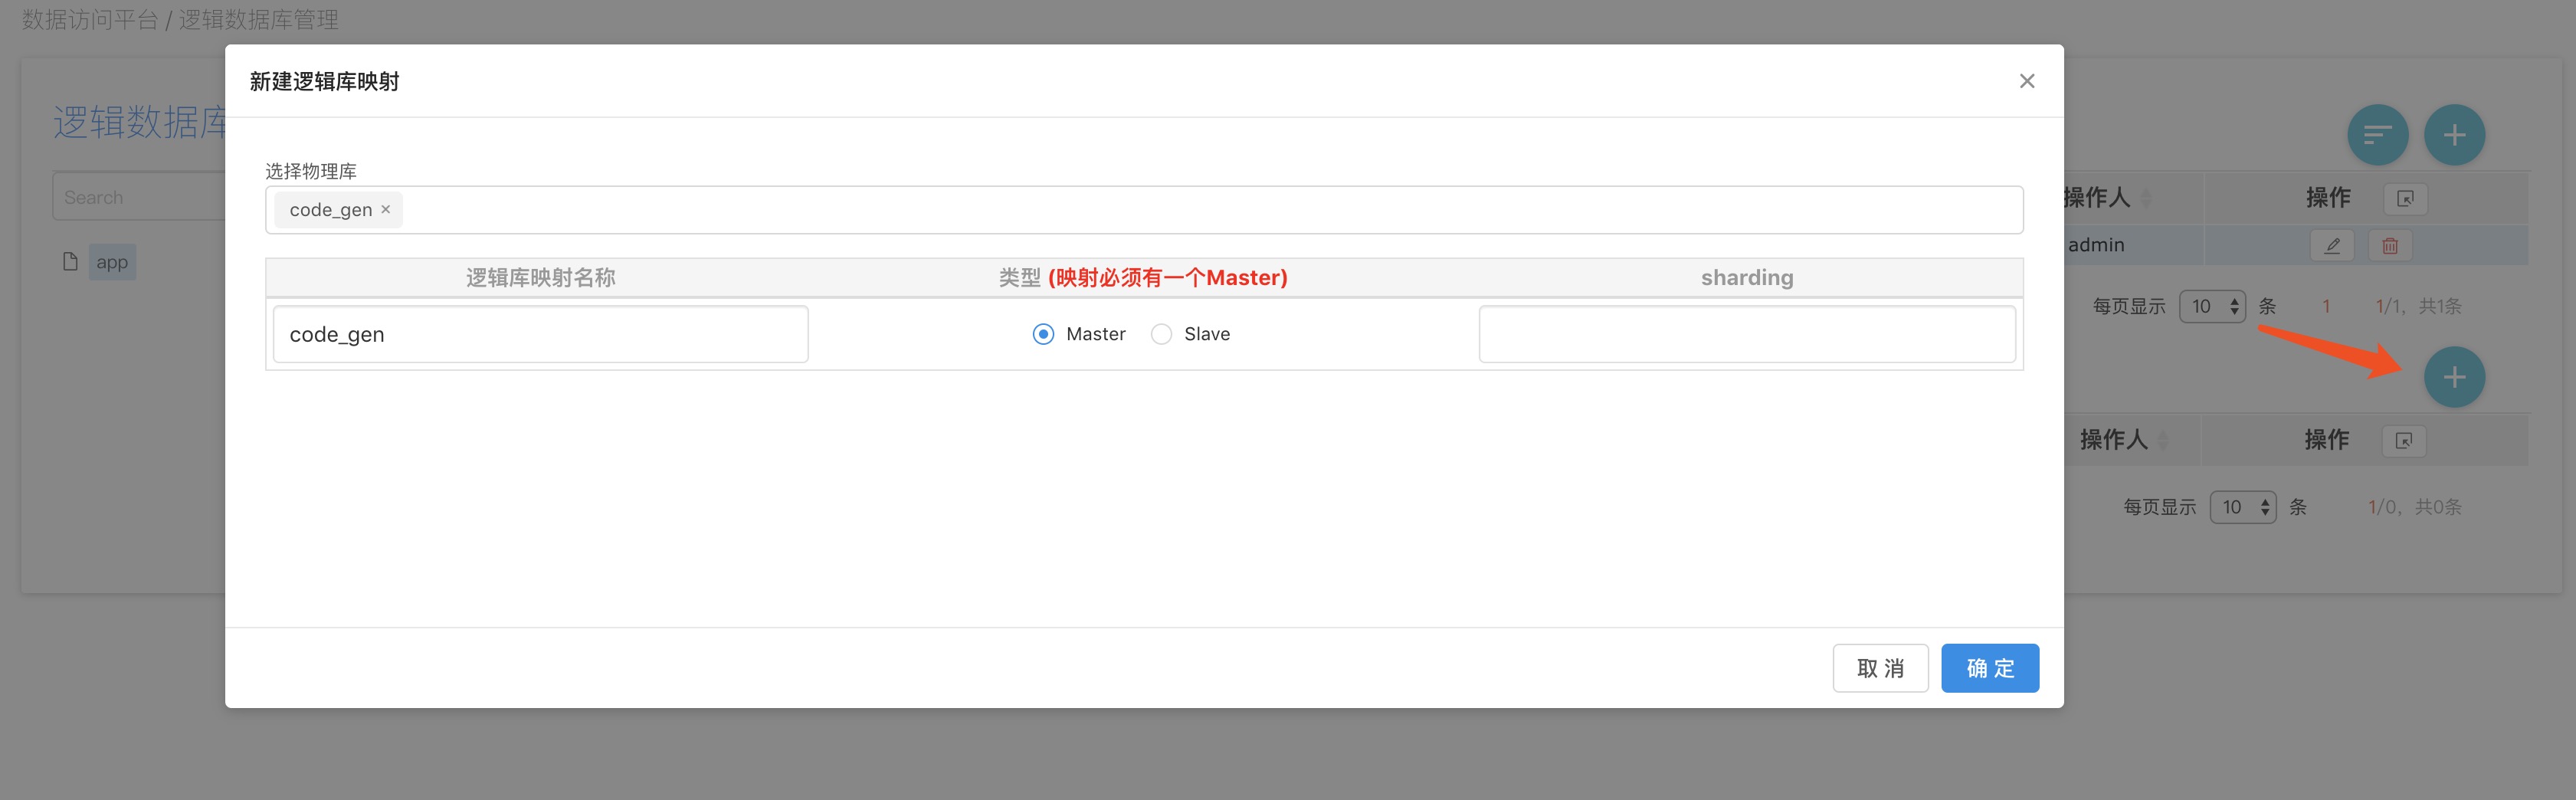 数据访问平台 / 逻辑数据库管理
新建逻辑库映射
逻辑数据库
选择物理库
Search
code_gen ×
操作人 操作
admin
app
逻辑库映射名称 类型 (映射必须有一个Master) sharding
每页显示 10 条 1 1/1, 共1条
code_gen Master Slave
操作人 操作
每页显示 10 条 1/0, 共0条
取 消 确 定